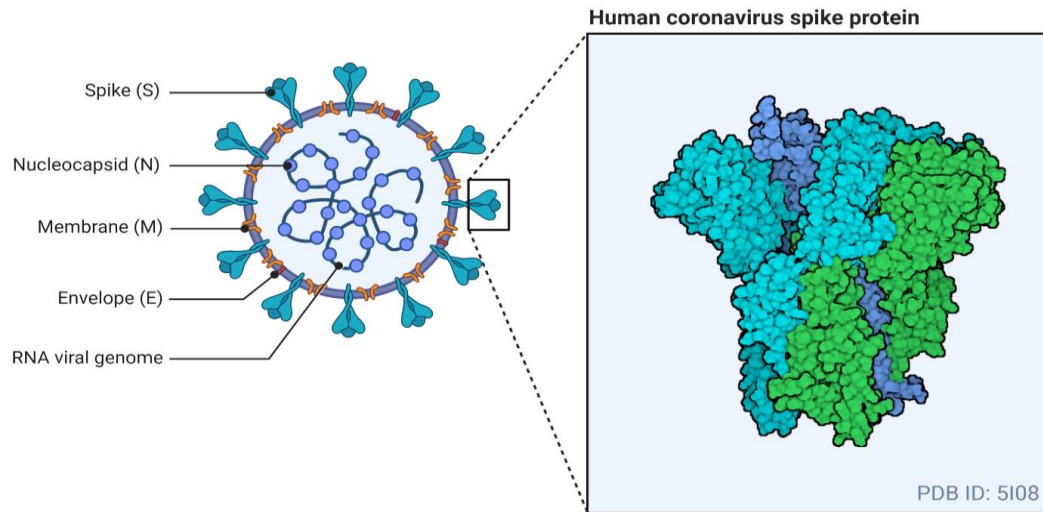 Human coronavirus spike protein
Spike (S)
Nucleocapsid (N)
Membrane (M)
Envelope (E)
RNA viral genome
PDB ID: 5I08